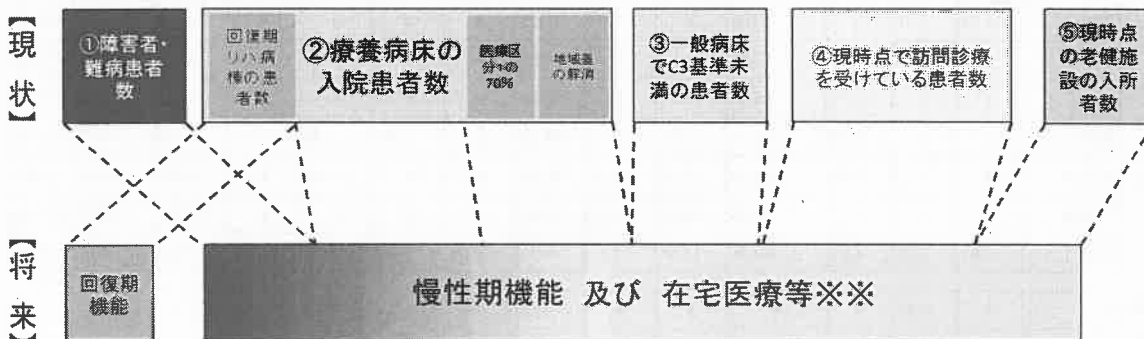 【現状】
①障害者・
難病患者
数
回復期
リハ病
棟の患
者数
②療養病床の
入院患者数
医療区
分1の
70%
地域差
の解消
③一般病床
でC3基準未
満の患者数
④現時点で訪問診療
を受けている患者数
⑤現時点
の老健施
設の入所
者数
【将来】
回復期
機能
慢性期機能 及び 在宅医療等※※